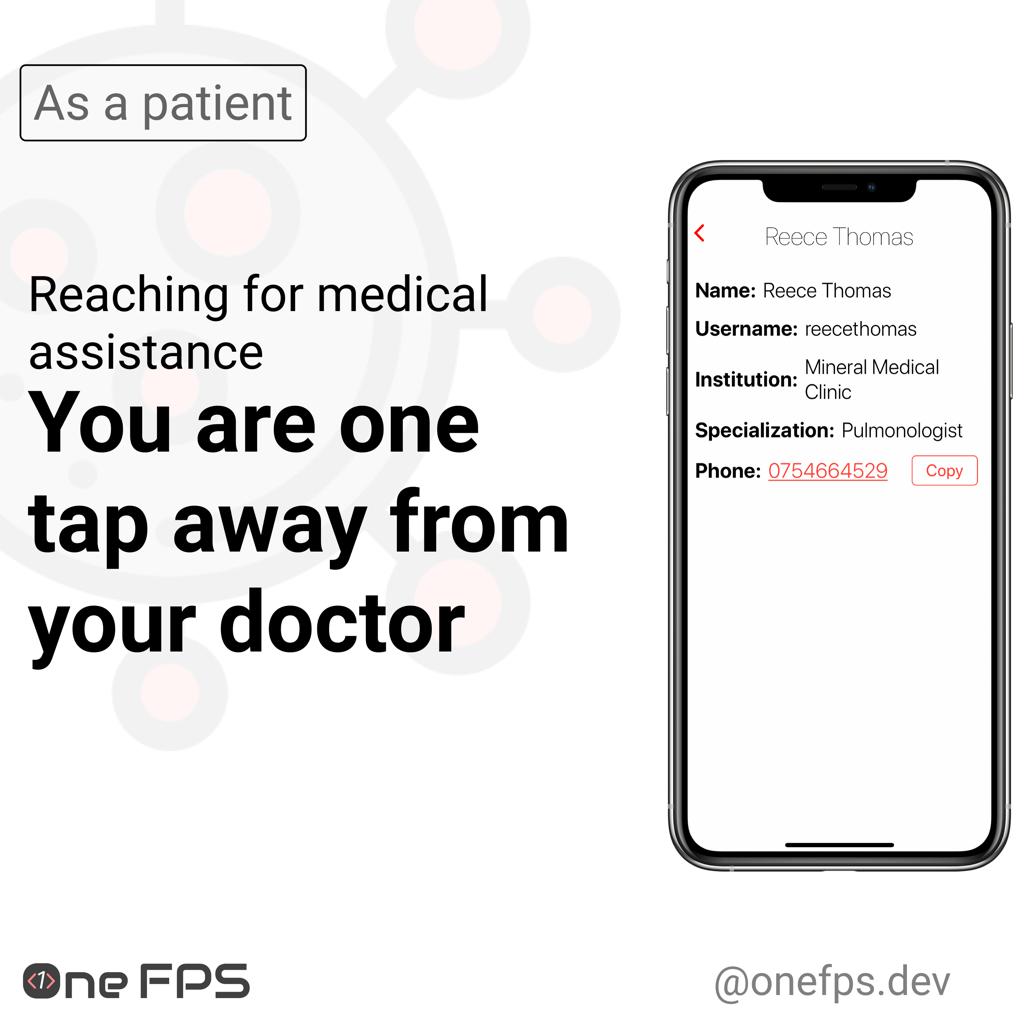 As a patient
Reaching for medical
assistance
You are one
tap away from
your doctor
Reece Thomas
Name: Reece Thomas
Username: reecethomas
Institution: Mineral Medical
Clinic
Specialization: Pulmonologist
Phone: 0754664529 Copy
<1>One FPS
@onefps.dev